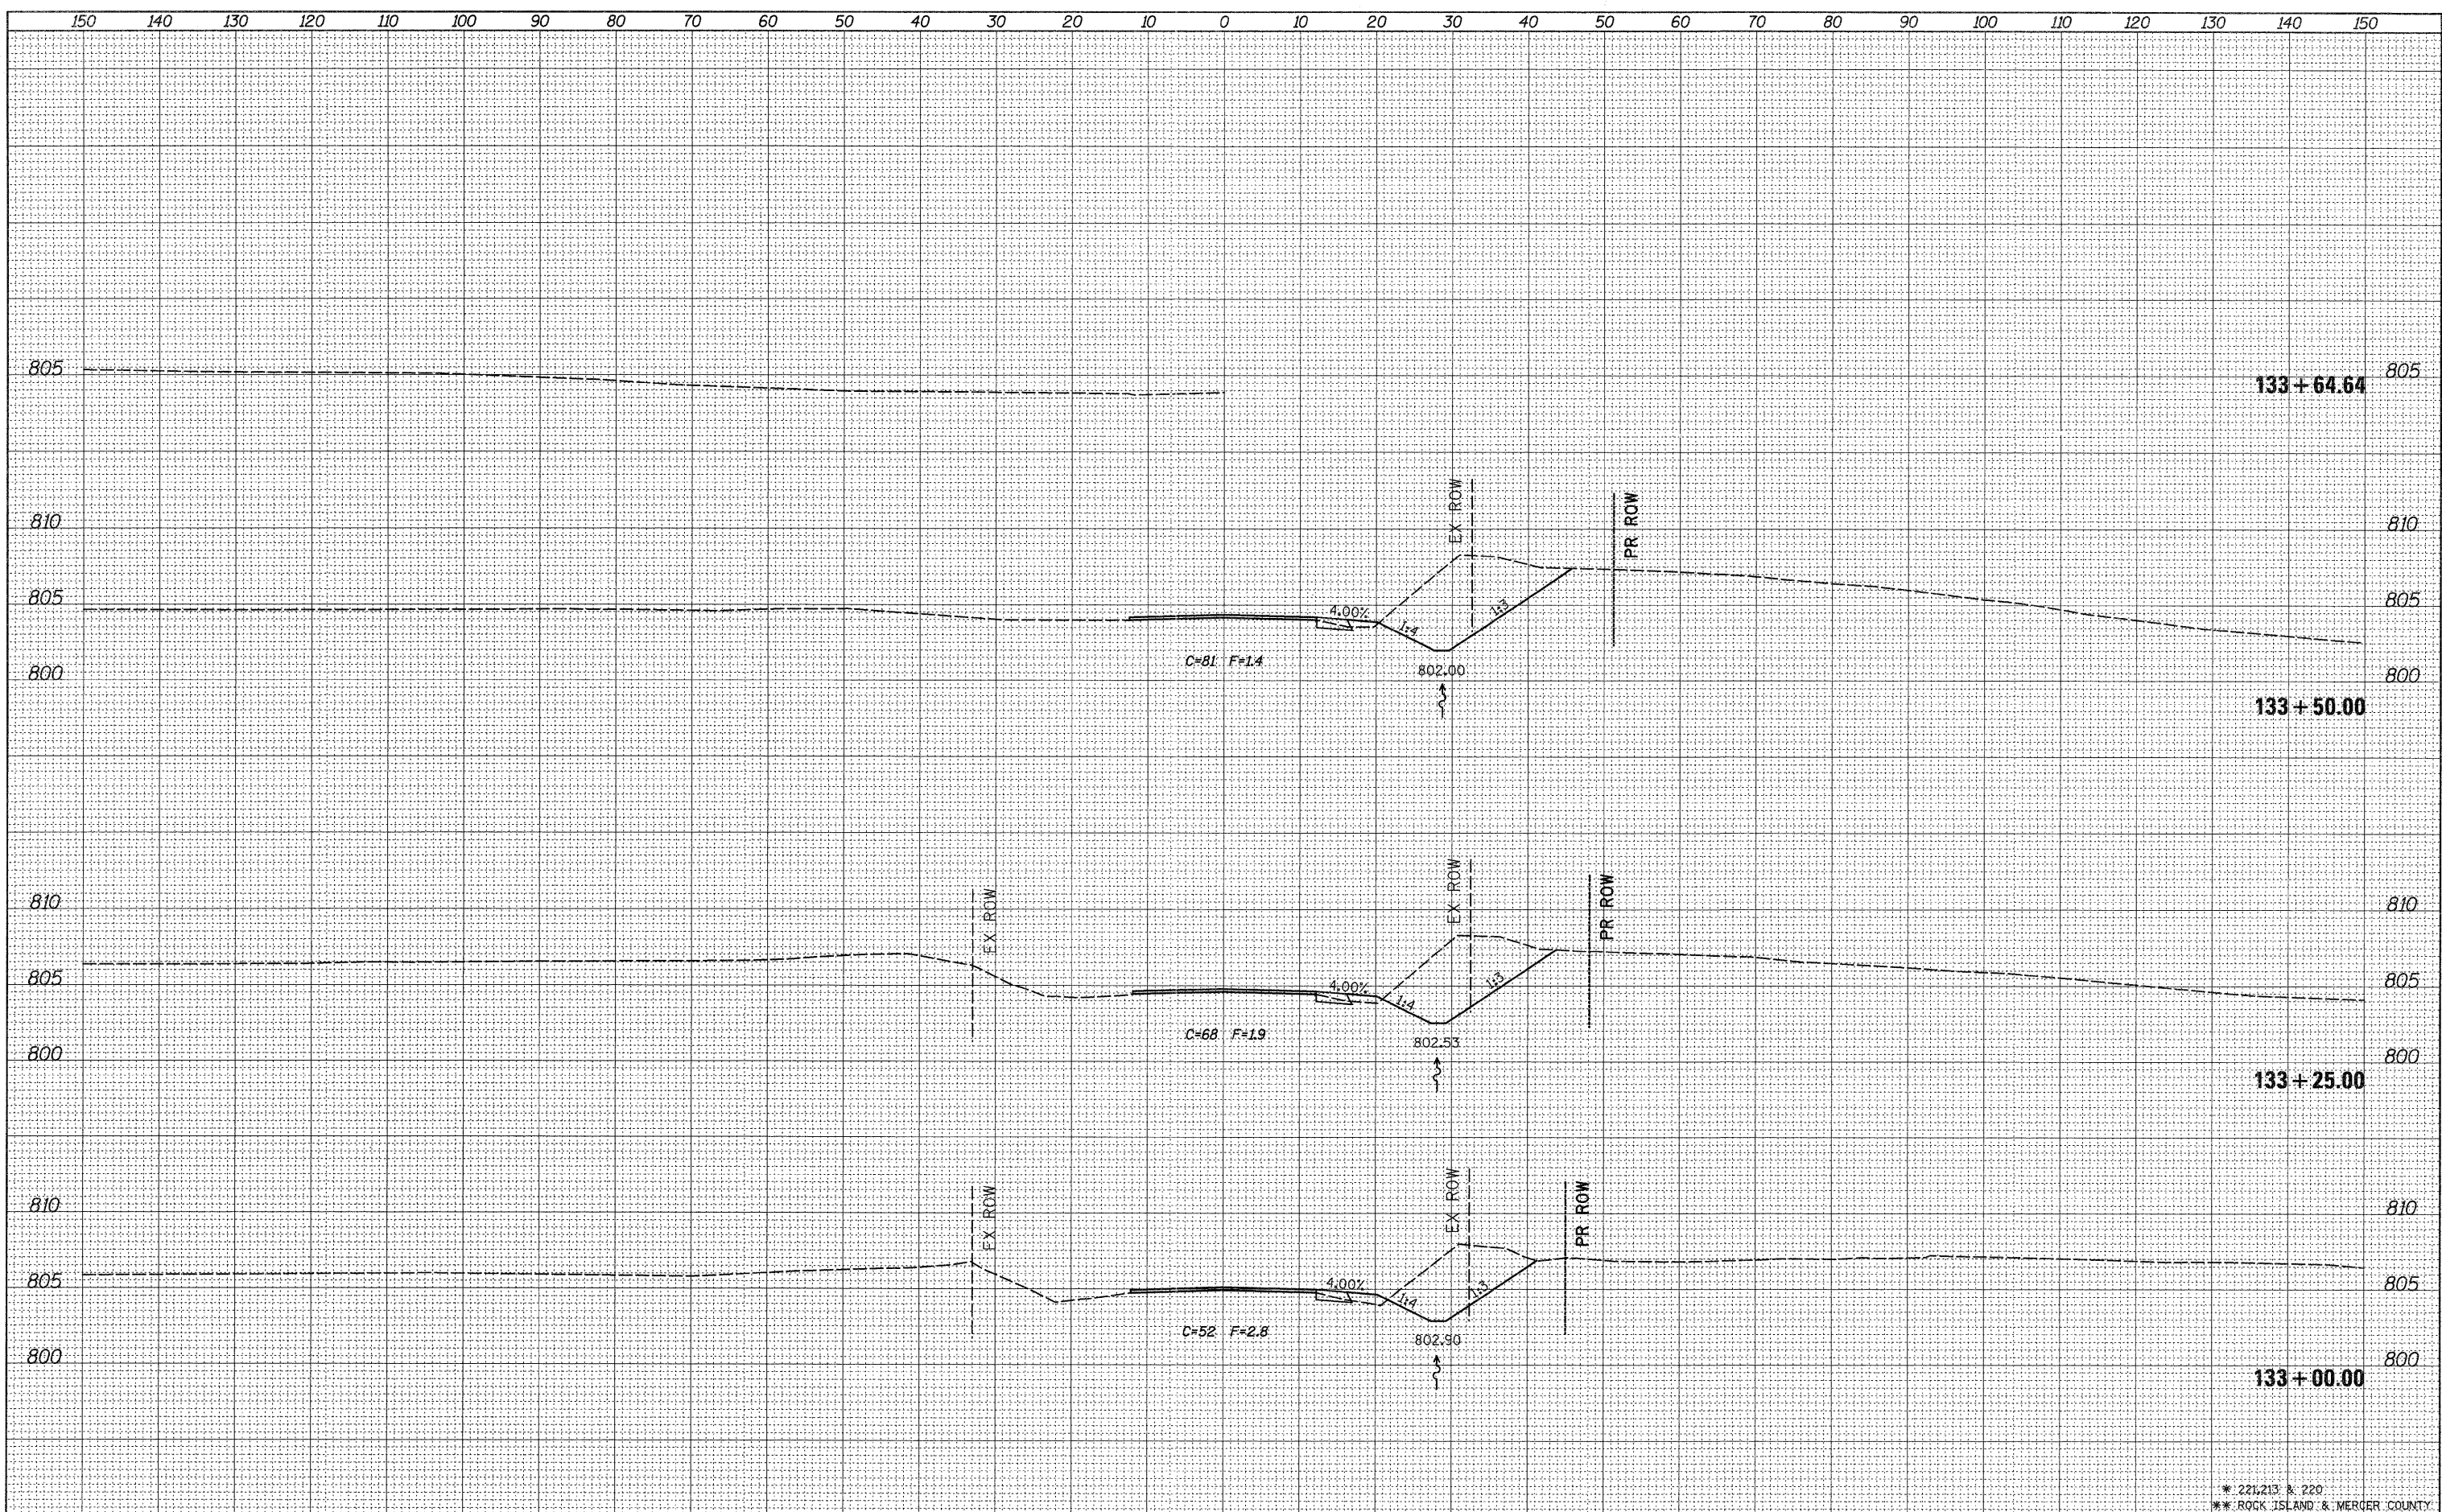 150 140 130 120 110 100 90 80 70 60 50 40 30 20 10 0 10 20 30 40 50 60 70 80 90 100 110 120 130 140 150
805 805
133+64.64
EX ROW
PR ROW
810 810
805 4.00% 1:4 1:3 805
C=81 F=1.4
802.00
800 800
133+50.00
EX ROW
EX ROW
PR ROW
810 810
805 4.00% 1:4 1:3 805
C=68 F=1.9
802.53
800 800
133+25.00
EX ROW
EX ROW
PR ROW
810 810
805 4.00% 1:4 1:3 805
C=52 F=2.8
802.90
800 800
133+00.00
* 221,213 & 220
** ROCK ISLAND & MERCER COUNTY